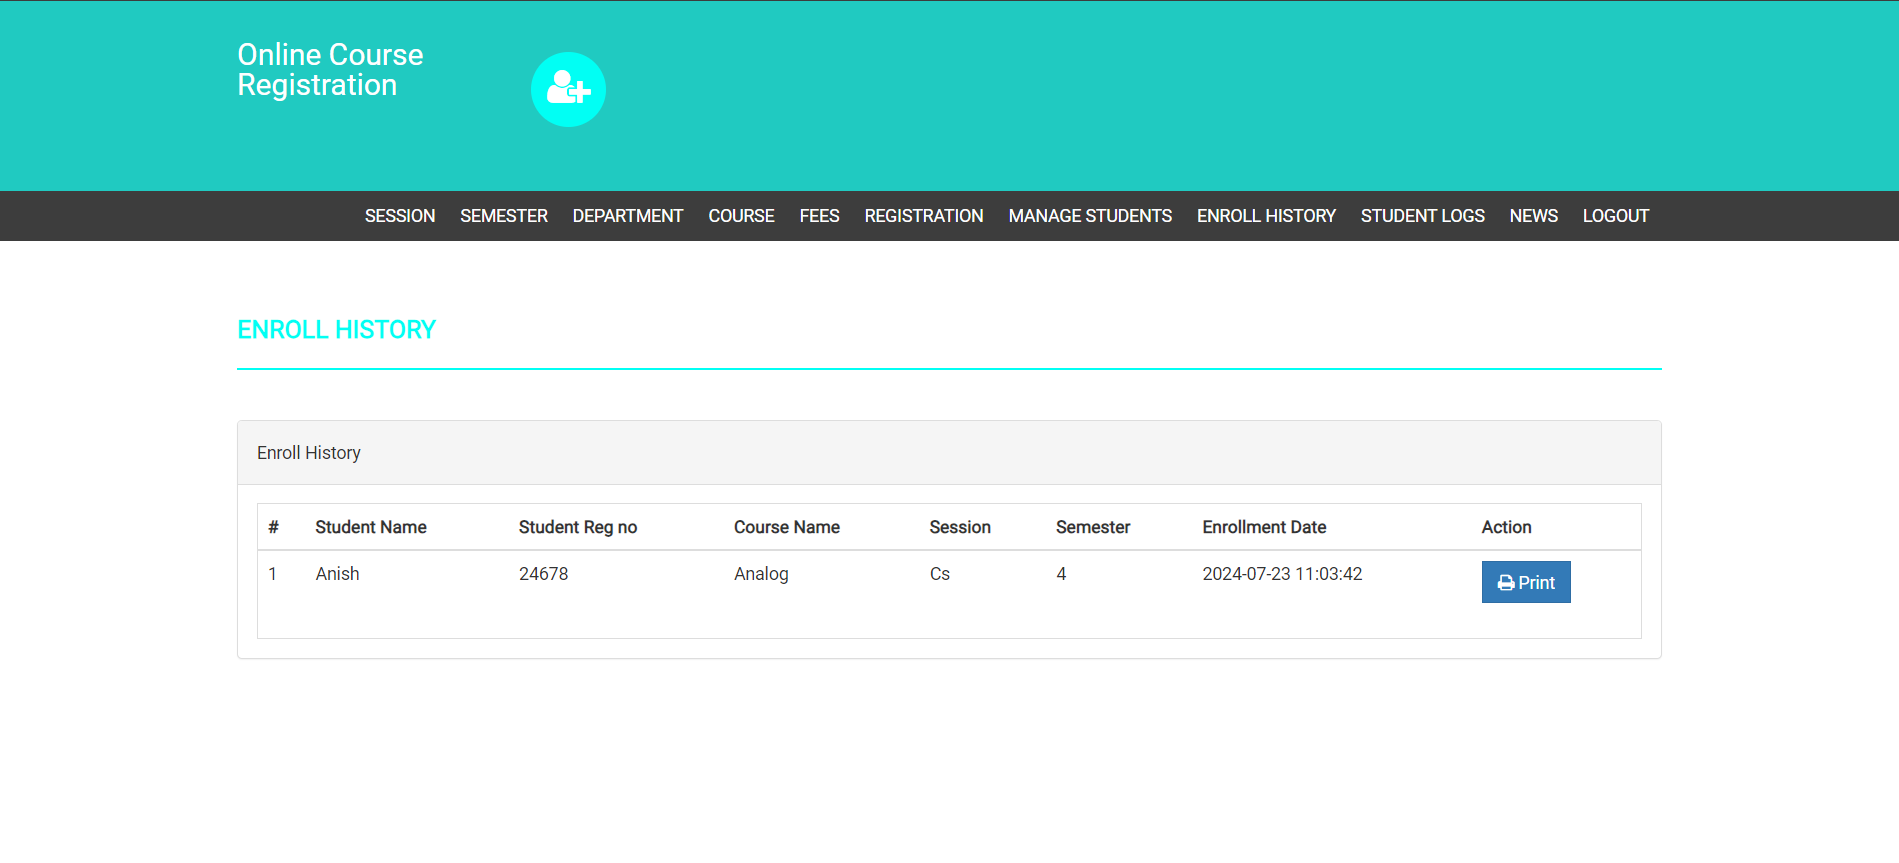 Online Course
Registration
SESSION SEMESTER DEPARTMENT COURSE FEES REGISTRATION MANAGE STUDENTS ENROLL HISTORY STUDENT LOGS NEWS LOGOUT
ENROLL HISTORY
Enroll History
# Student Name Student Reg no Course Name Session Semester Enrollment Date Action
1 Anish 24678 Analog Cs 4 2024-07-23 11:03:42 Print